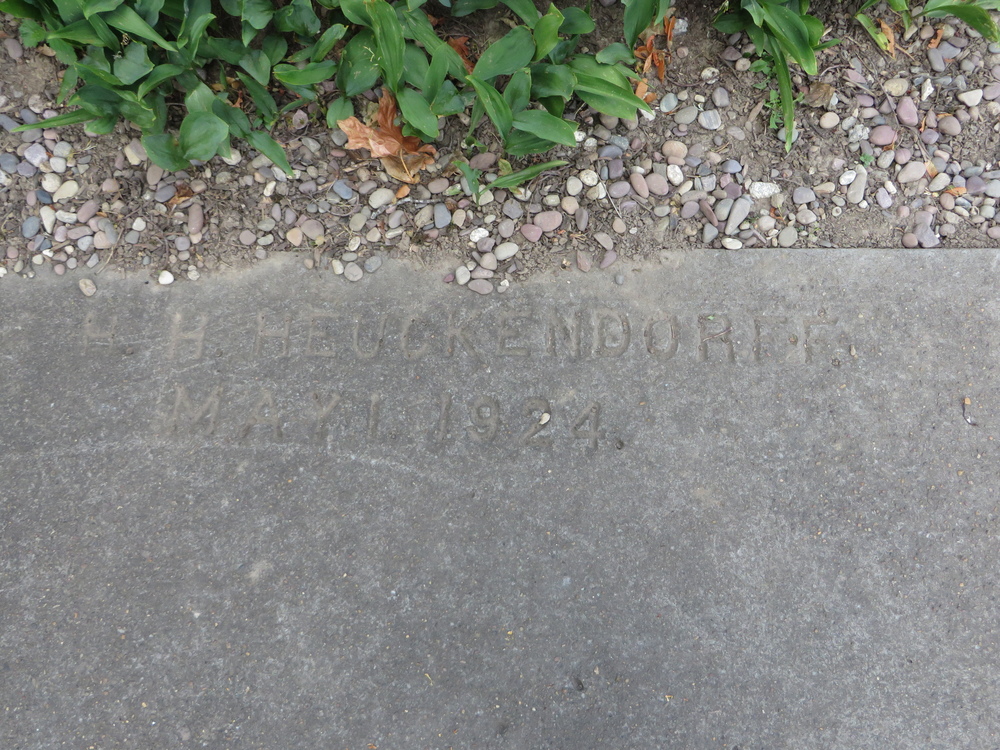 H. H. HEUCKENDORFF.
MAY 1. 1924.